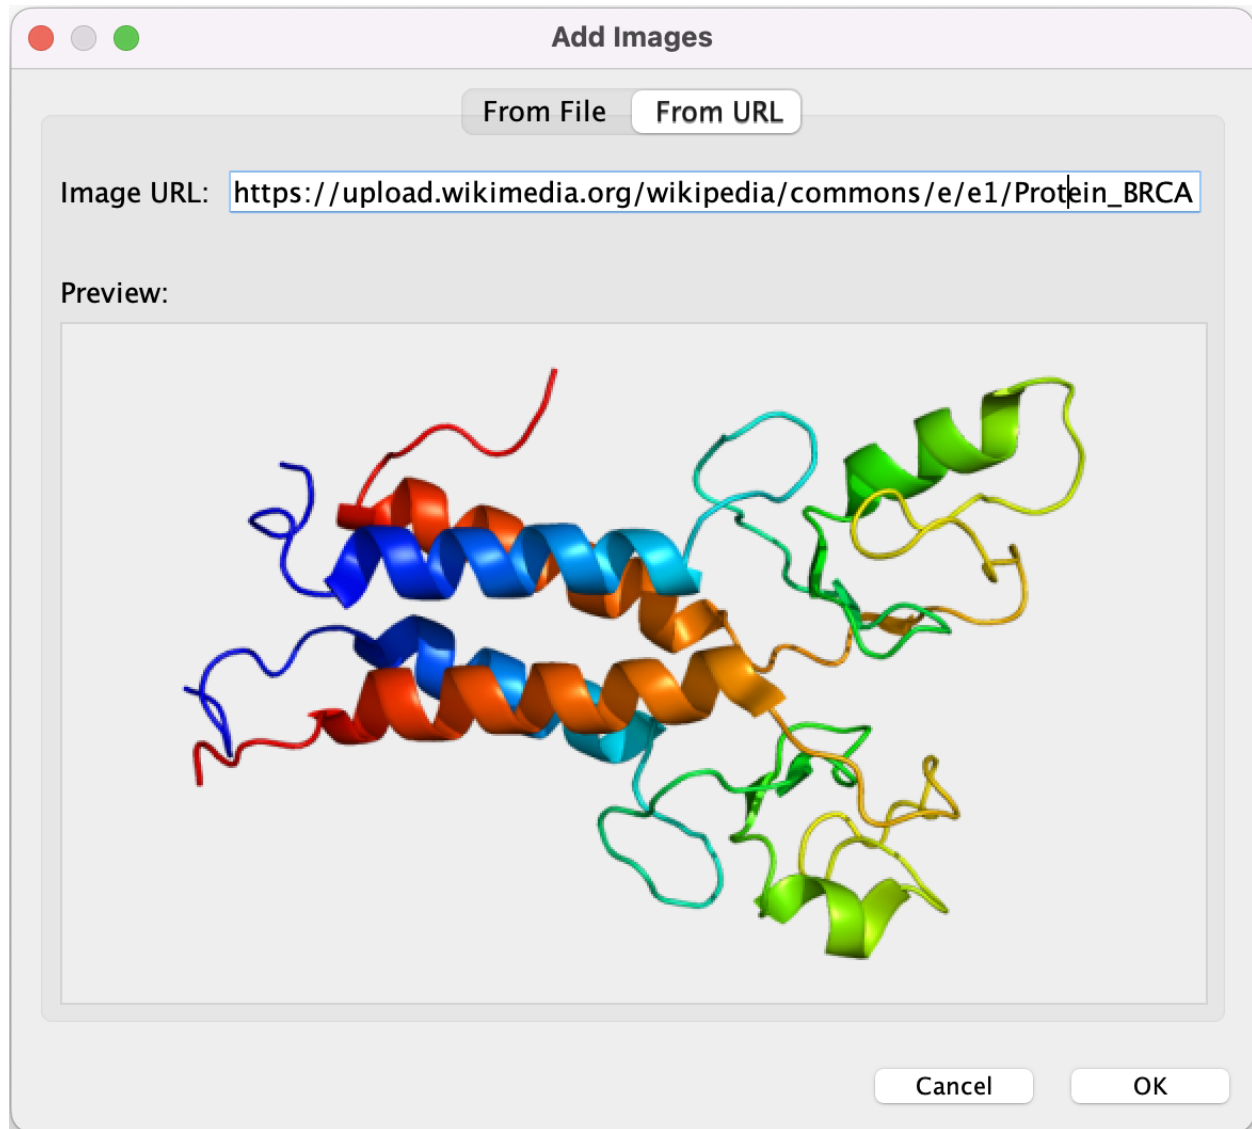 Add Images
From File From URL
Image URL: https://upload.wikimedia.org/wikipedia/commons/e/e1/Protein_BRCA
Preview:
Cancel OK